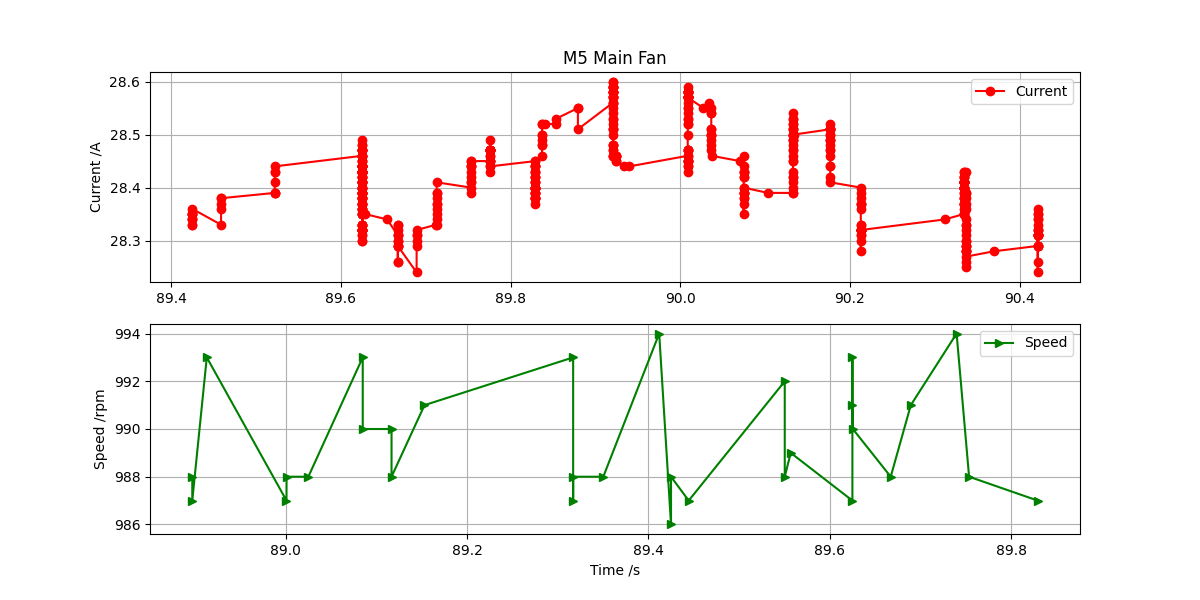 M5 Main Fan
28.6
28.5
28.4
28.3
Current /A
Current
89.4 89.6 89.8 90.0 90.2 90.4
994
992
990
988
986
Speed /rpm
Speed
89.0 89.2 89.4 89.6 89.8
Time /s